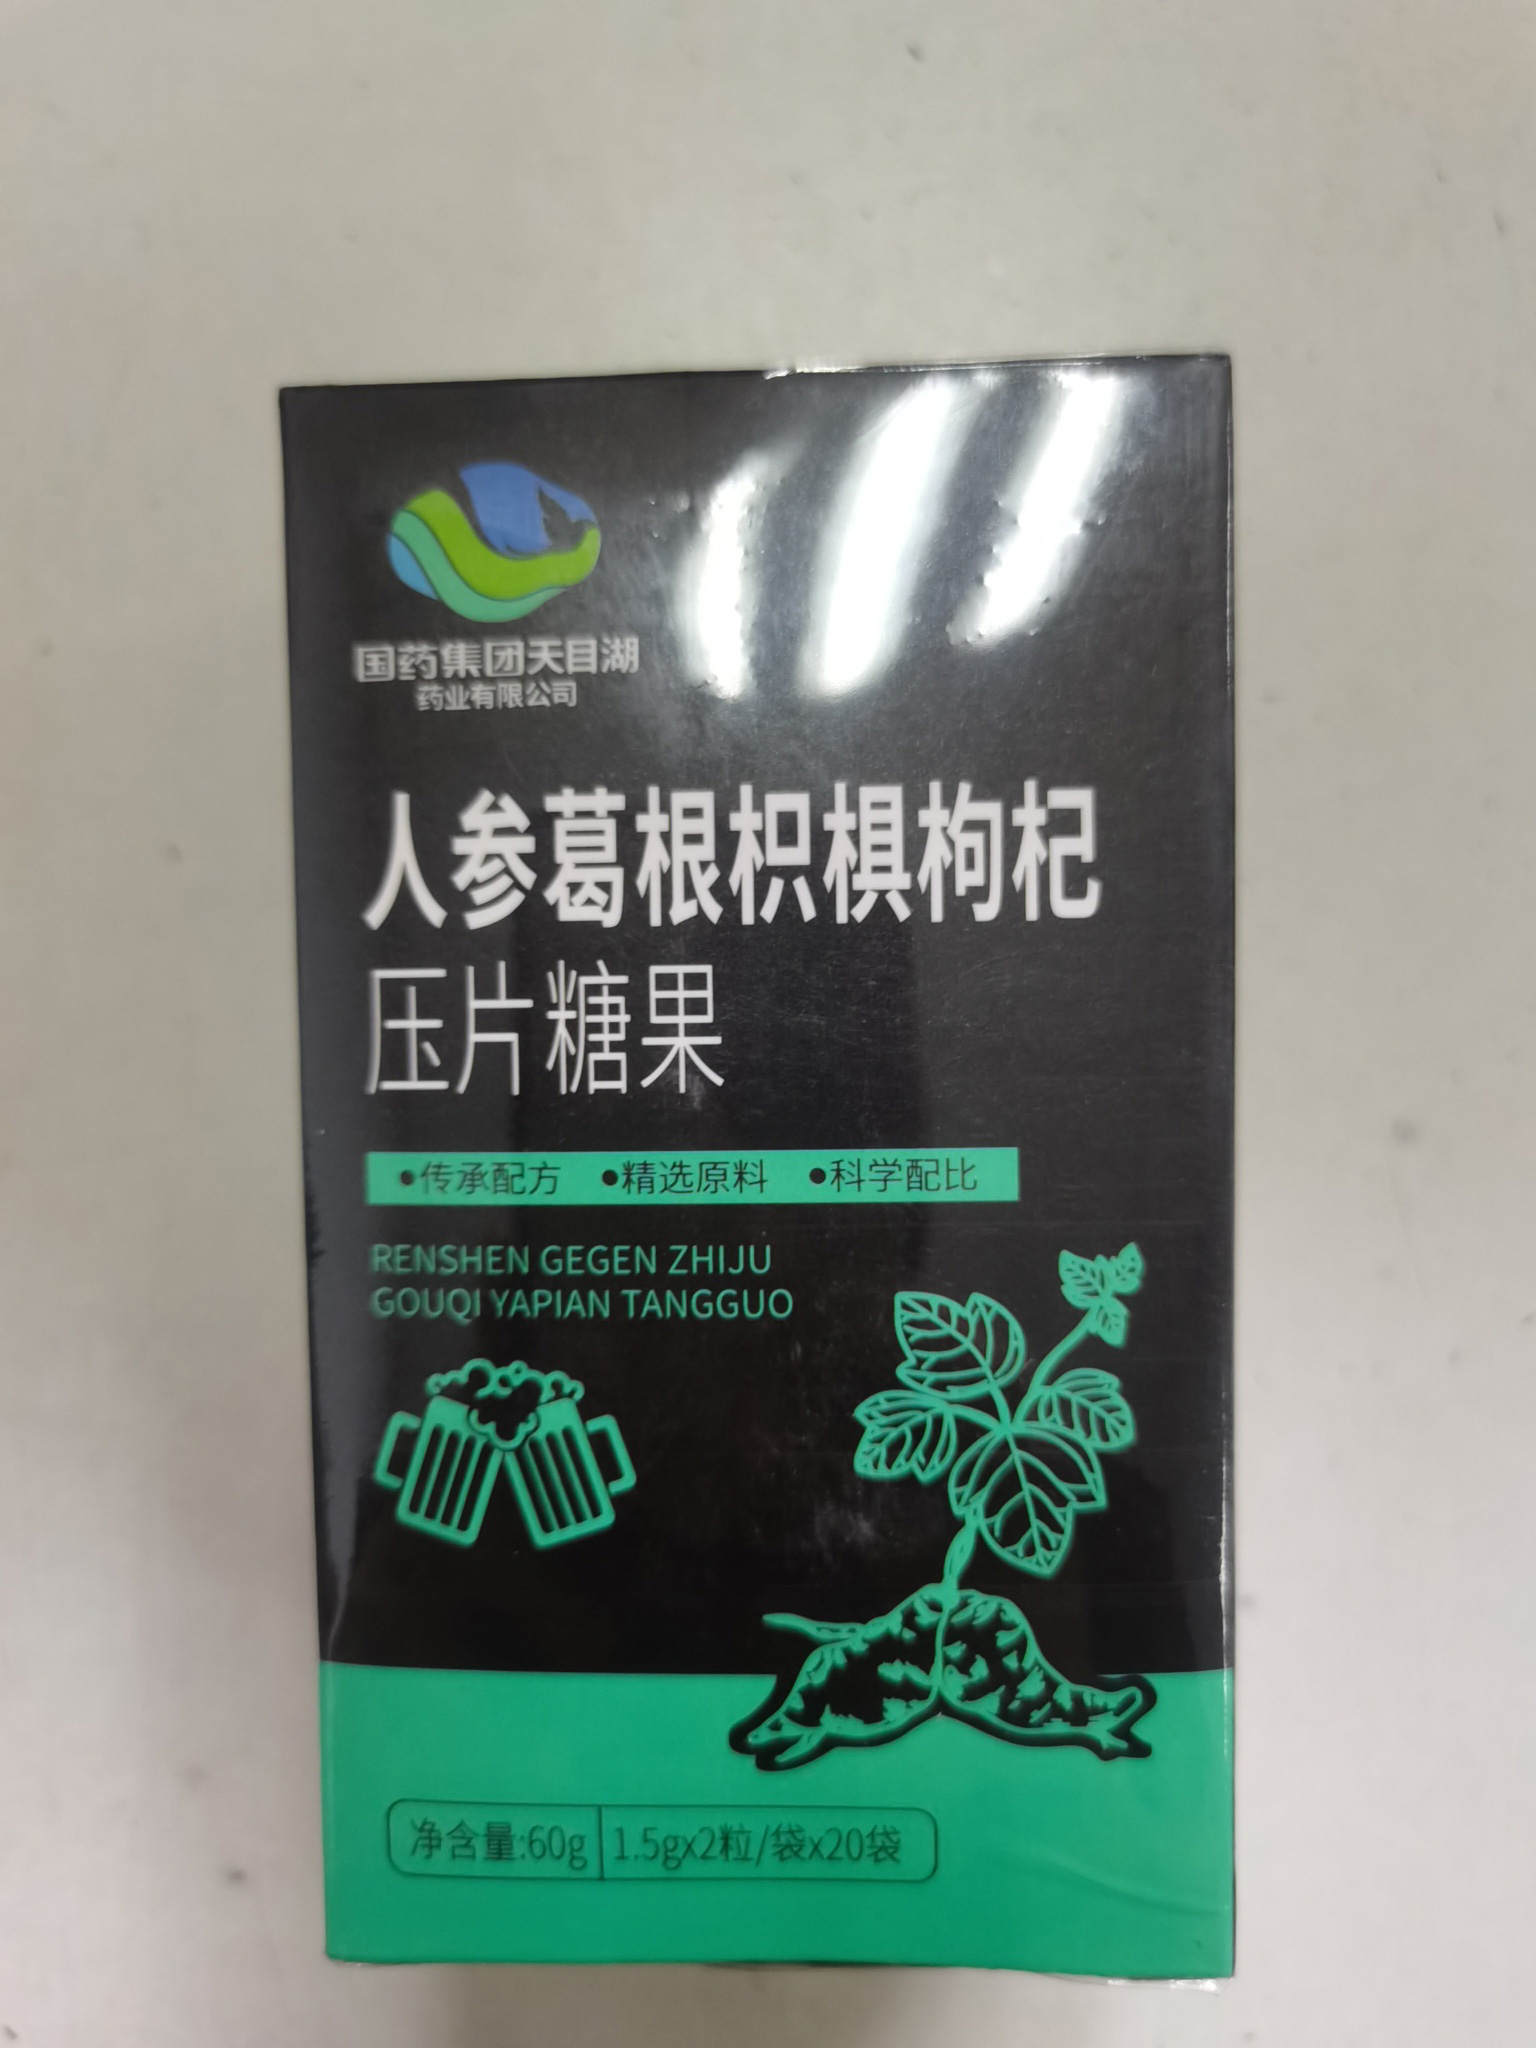 国药集团天目湖
药业有限公司
人参葛根枳椇枸杞
压片糖果
•传承配方 •精选原料 •科学配比
RENSHEN GEGEN ZHIJU
GOUQI YAPIAN TANGGUO
净含量:60g 1.5gx2粒/袋x20袋